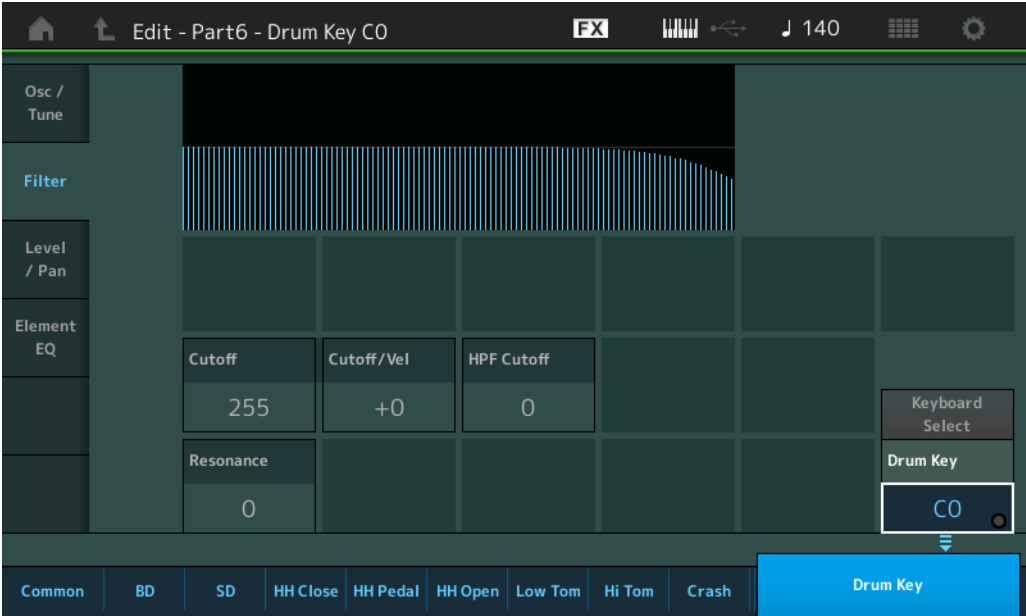 Edit - Part6 - Drum Key C0
FX
♩ 140
Osc /
Tune
Filter
Level
/ Pan
Element
EQ
Cutoff
255
Cutoff/Vel
+0
HPF Cutoff
0
Resonance
0
Keyboard
Select
Drum Key
C0
Common
BD
SD
HH Close
HH Pedal
HH Open
Low Tom
Hi Tom
Crash
Drum Key